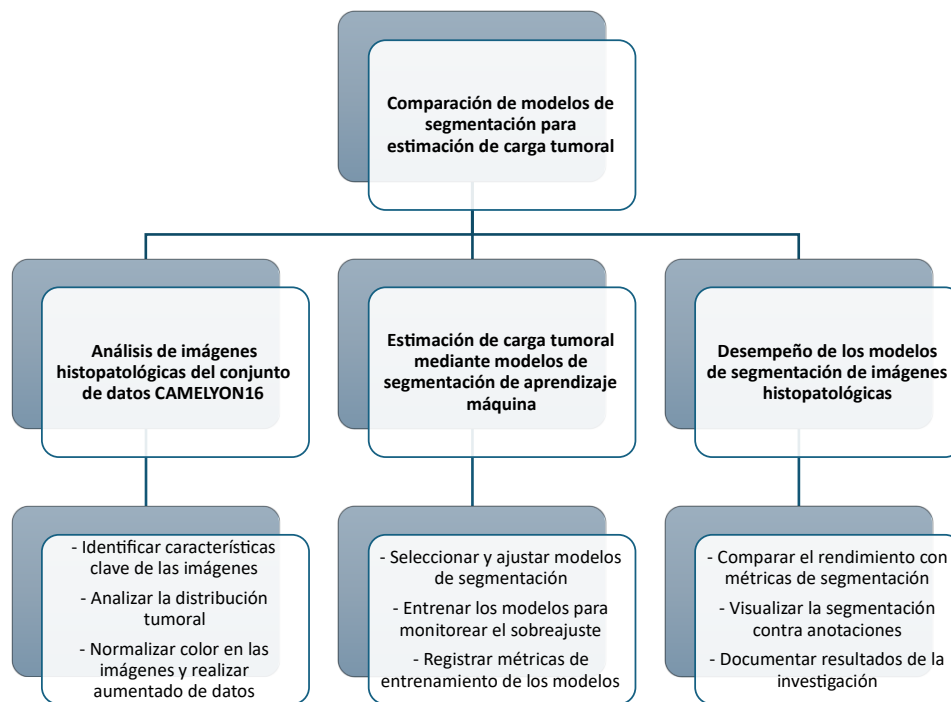 Comparación de modelos de
segmentación para
estimación de carga tumoral
Análisis de imágenes
histopatológicas del conjunto
de datos CAMELYON16
Estimación de carga tumoral
mediante modelos de
segmentación de aprendizaje
máquina
Desempeño de los modelos
de segmentación de imágenes
histopatológicas
- Identificar características
clave de las imágenes
- Analizar la distribución
tumoral
- Normalizar color en las
imágenes y realizar
aumentado de datos
- Seleccionar y ajustar modelos
de segmentación
- Entrenar los modelos para
monitorear el sobreajuste
- Registrar métricas de
entrenamiento de los modelos
- Comparar el rendimiento con
métricas de segmentación
- Visualizar la segmentación
contra anotaciones
- Documentar resultados de la
investigación